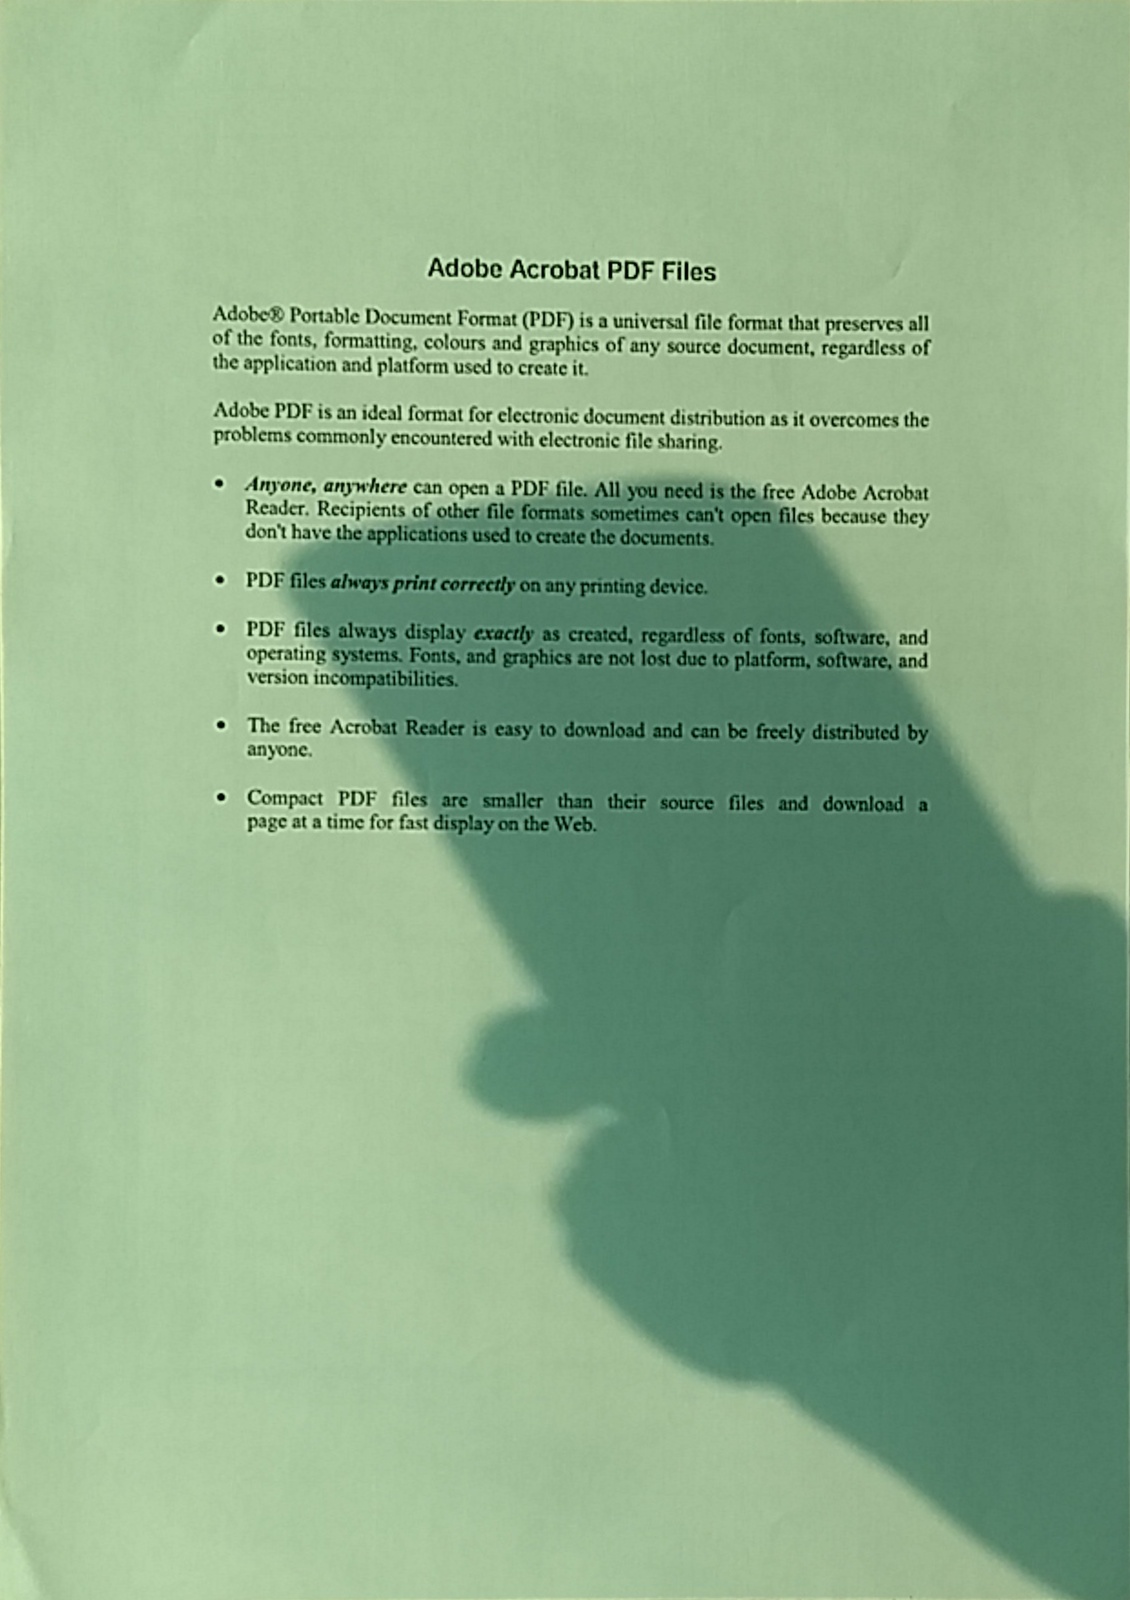 Adobe Acrobat PDF Files
Adobe® Portable Document Format (PDF) is a universal file format that preserves all
of the fonts, formatting, colours and graphics of any source document, regardless of
the application and platform used to create it.
Adobe PDF is an ideal format for electronic document distribution as it overcomes the
problems commonly encountered with electronic file sharing.
• Anyone, anywhere can open a PDF file. All you need is the free Adobe Acrobat
Reader. Recipients of other file formats sometimes can't open files because they
don't have the applications used to create the documents.
• PDF files always print correctly on any printing device.
• PDF files always display exactly as created, regardless of fonts, software, and
operating systems. Fonts, and graphics are not lost due to platform, software, and
version incompatibilities.
• The free Acrobat Reader is easy to download and can be freely distributed by
anyone.
• Compact PDF files are smaller than their source files and download a
page at a time for fast display on the Web.